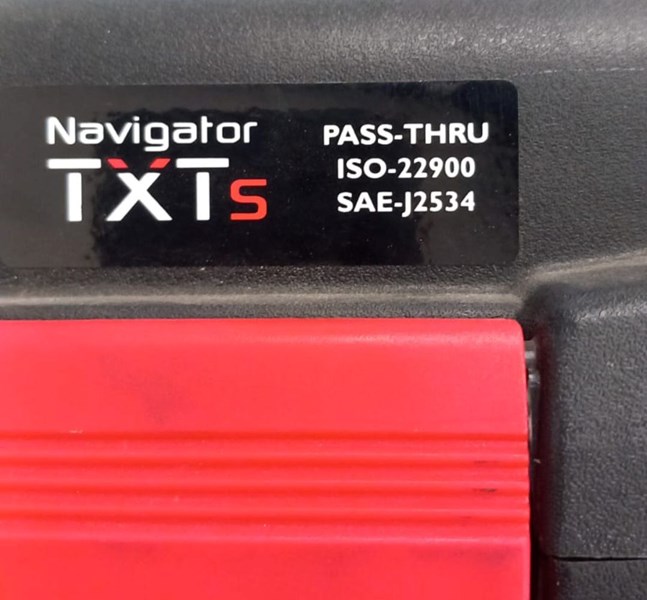 Navigator
TXTs
PASS-THRU
ISO-22900
SAE-J2534